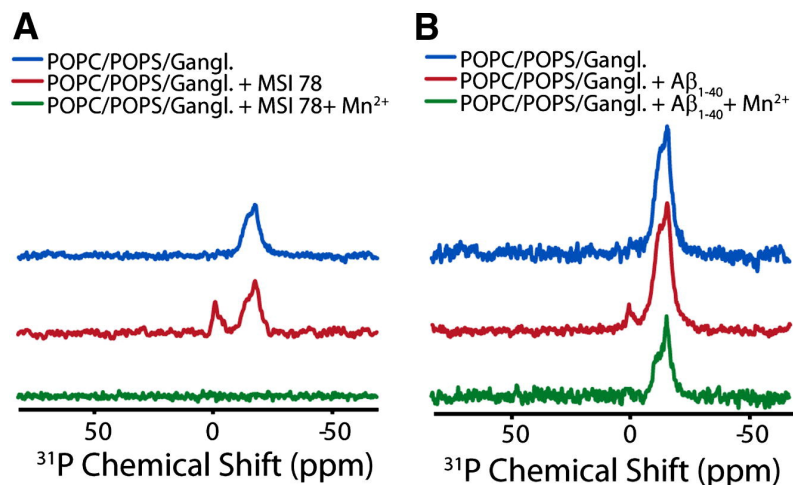 A
POPC/POPS/Gangl.
POPC/POPS/Gangl. + MSI 78
POPC/POPS/Gangl. + MSI 78+ Mn²⁺
50 0 -50
³¹P Chemical Shift (ppm)
B
POPC/POPS/Gangl.
POPC/POPS/Gangl. + Aβ₁₋₄₀
POPC/POPS/Gangl. + Aβ₁₋₄₀+ Mn²⁺
50 0 -50
³¹P Chemical Shift (ppm)